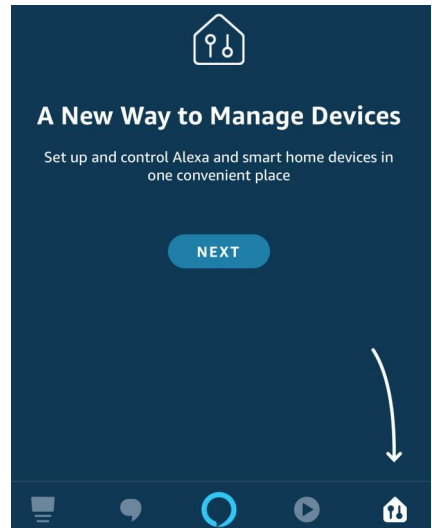 A New Way to Manage Devices
Set up and control Alexa and smart home devices in
one convenient place
NEXT